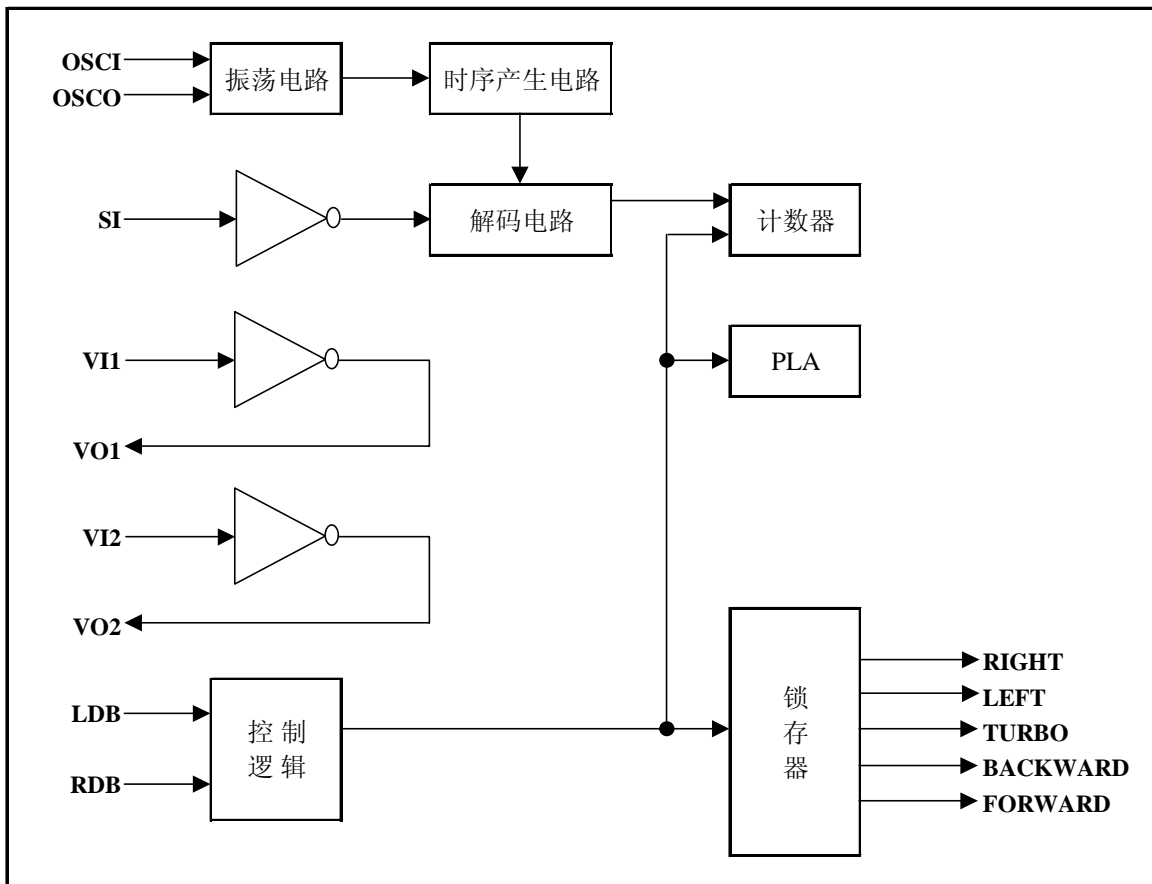 OSCI
OSCO
振荡电路
时序产生电路
SI
解码电路
计数器
VI1
PLA
VO1
VI2
VO2
LDB
RDB
控 制
逻 辑
锁
存
器
RIGHT
LEFT
TURBO
BACKWARD
FORWARD